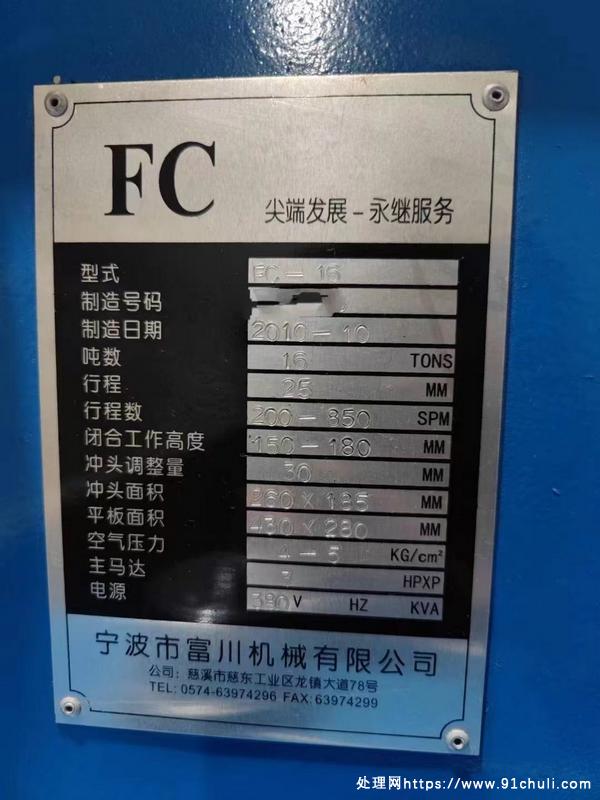 FC
尖端发展－永继服务
型式 FC-16
制造号码
制造日期 2010-10
吨数 16 TONS
行程 25 MM
行程数 200-350 SPM
闭合工作高度 150-180 MM
冲头调整量 30 MM
冲头面积 260X185 MM
平板面积 430X280 MM
空气压力 4-5 KG/cm²
主马达 3 HPXP
电源 380V HZ KVA
宁波市富川机械有限公司
公司: 慈溪市慈东工业区龙镇大道78号
TEL: 0574-63974296 FAX: 63974299
处理网https://www.91chuli.com/